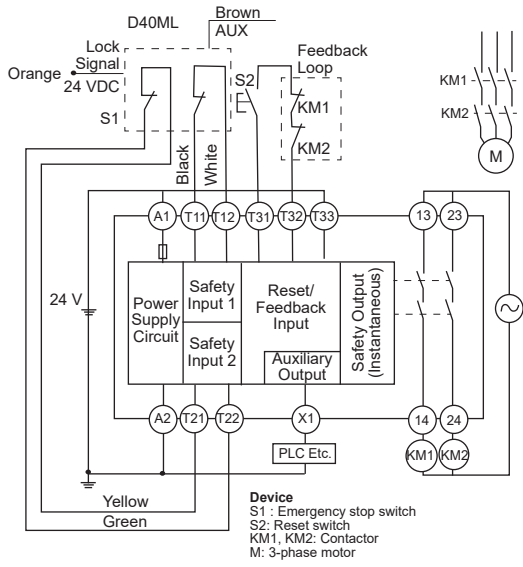 D40ML
Brown
AUX
Lock
Signal
Orange
24 VDC
S1
S2
Feedback
Loop
KM1
KM2
Black
White
KM1
KM2
M
A1
T11
T12
T31
T32
T33
13
23
24 V
Power
Supply
Circuit
Safety
Input 1
Safety
Input 2
Reset/
Feedback
Input
Auxiliary
Output
Safety Output
(Instantaneous)
A2
T21
T22
X1
14
24
PLC Etc.
KM1
KM2
Yellow
Green
Device
S1 : Emergency stop switch
S2: Reset switch
KM1, KM2: Contactor
M: 3-phase motor